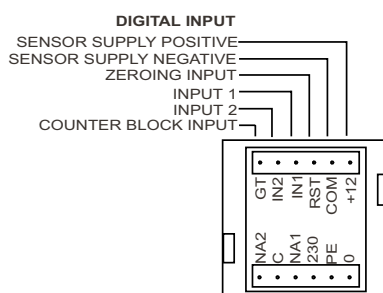 DIGITAL INPUT
SENSOR SUPPLY POSITIVE
SENSOR SUPPLY NEGATIVE
ZEROING INPUT
INPUT 1
INPUT 2
COUNTER BLOCK INPUT
GT IN2 IN1 RST COM +12
NA2 C NA1 230 PE 0